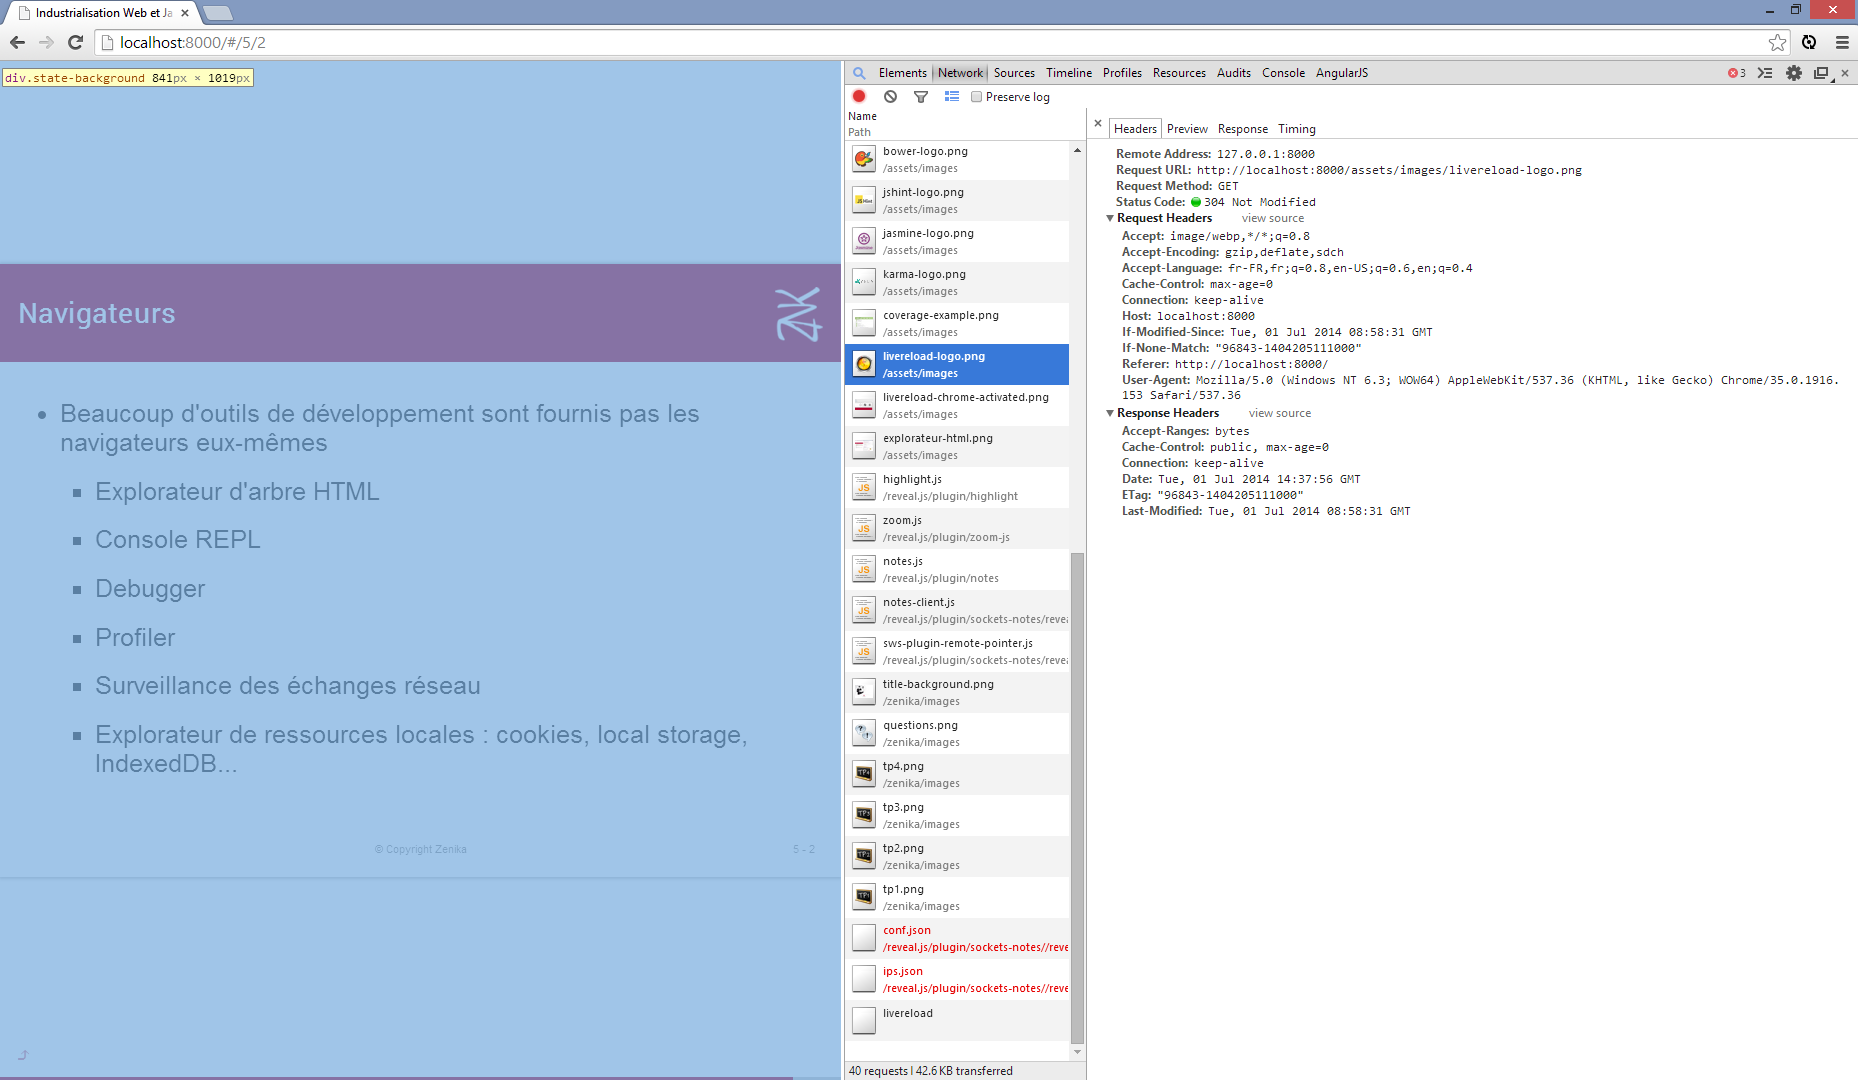 Industrialisation Web et Ja
localhost:8000/#/5/2
div.state-background 841px × 1019px
Navigateurs
Beaucoup d'outils de développement sont fournis pas les
navigateurs eux-mêmes
Explorateur d'arbre HTML
Console REPL
Debugger
Profiler
Surveillance des échanges réseau
Explorateur de ressources locales : cookies, local storage,
IndexedDB...
© Copyright Zenika
5 - 2
Elements Network Sources Timeline Profiles Resources Audits Console AngularJS
3
Preserve log
Name
Path
bower-logo.png
/assets/images
jshint-logo.png
/assets/images
jasmine-logo.png
/assets/images
karma-logo.png
/assets/images
coverage-example.png
/assets/images
livereload-logo.png
/assets/images
livereload-chrome-activated.png
/assets/images
explorateur-html.png
/assets/images
highlight.js
/reveal.js/plugin/highlight
zoom.js
/reveal.js/plugin/zoom-js
notes.js
/reveal.js/plugin/notes
notes-client.js
/reveal.js/plugin/sockets-notes/revea
sws-plugin-remote-pointer.js
/reveal.js/plugin/sockets-notes/revea
title-background.png
/zenika/images
questions.png
/zenika/images
tp4.png
/zenika/images
tp3.png
/zenika/images
tp2.png
/zenika/images
tp1.png
/zenika/images
conf.json
/reveal.js/plugin/sockets-notes//reve
ips.json
/reveal.js/plugin/sockets-notes//reve
livereload
40 requests | 42.6 KB transferred
Headers Preview Response Timing
Remote Address: 127.0.0.1:8000
Request URL: http://localhost:8000/assets/images/livereload-logo.png
Request Method: GET
Status Code: 304 Not Modified
Request Headers view source
Accept: image/webp,*/*;q=0.8
Accept-Encoding: gzip,deflate,sdch
Accept-Language: fr-FR,fr;q=0.8,en-US;q=0.6,en;q=0.4
Cache-Control: max-age=0
Connection: keep-alive
Host: localhost:8000
If-Modified-Since: Tue, 01 Jul 2014 08:58:31 GMT
If-None-Match: "96843-1404205111000"
Referer: http://localhost:8000/
User-Agent: Mozilla/5.0 (Windows NT 6.3; WOW64) AppleWebKit/537.36 (KHTML, like Gecko) Chrome/35.0.1916.
153 Safari/537.36
Response Headers view source
Accept-Ranges: bytes
Cache-Control: public, max-age=0
Connection: keep-alive
Date: Tue, 01 Jul 2014 14:37:56 GMT
ETag: "96843-1404205111000"
Last-Modified: Tue, 01 Jul 2014 08:58:31 GMT